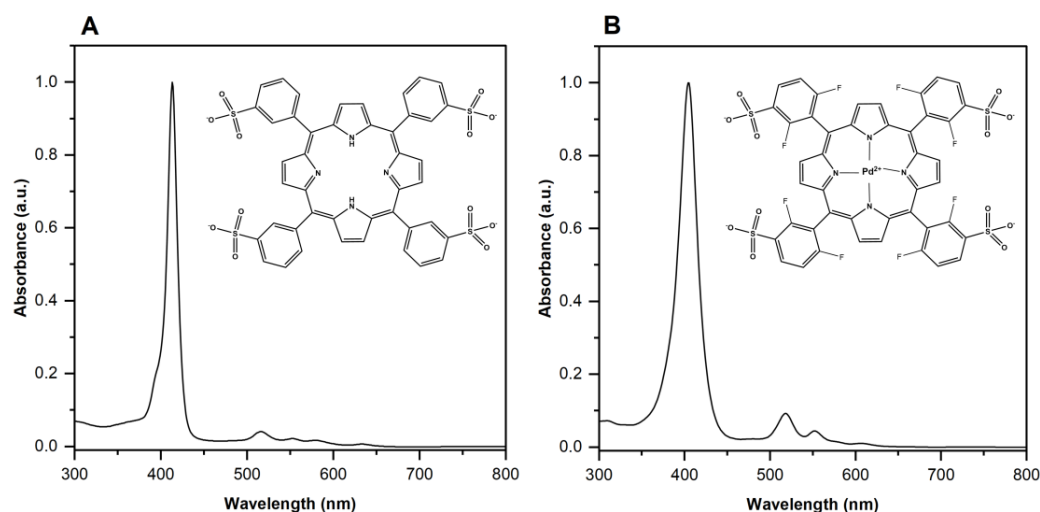 A
Absorbance (a.u.)
1.0
0.8
0.6
0.4
0.2
0.0
300 400 500 600 700 800
Wavelength (nm)
O
-O S
O
O
S O-
O
O
N
H
N N
H
N
O
-O S
O
O
S O-
O
O
B
Absorbance (a.u.)
1.0
0.8
0.6
0.4
0.2
0.0
300 400 500 600 700 800
Wavelength (nm)
O O
-O S
F F
S O-
O O
F F
N
N Pd2+ N
N
O O
-O S
F F
S O-
O O
F F